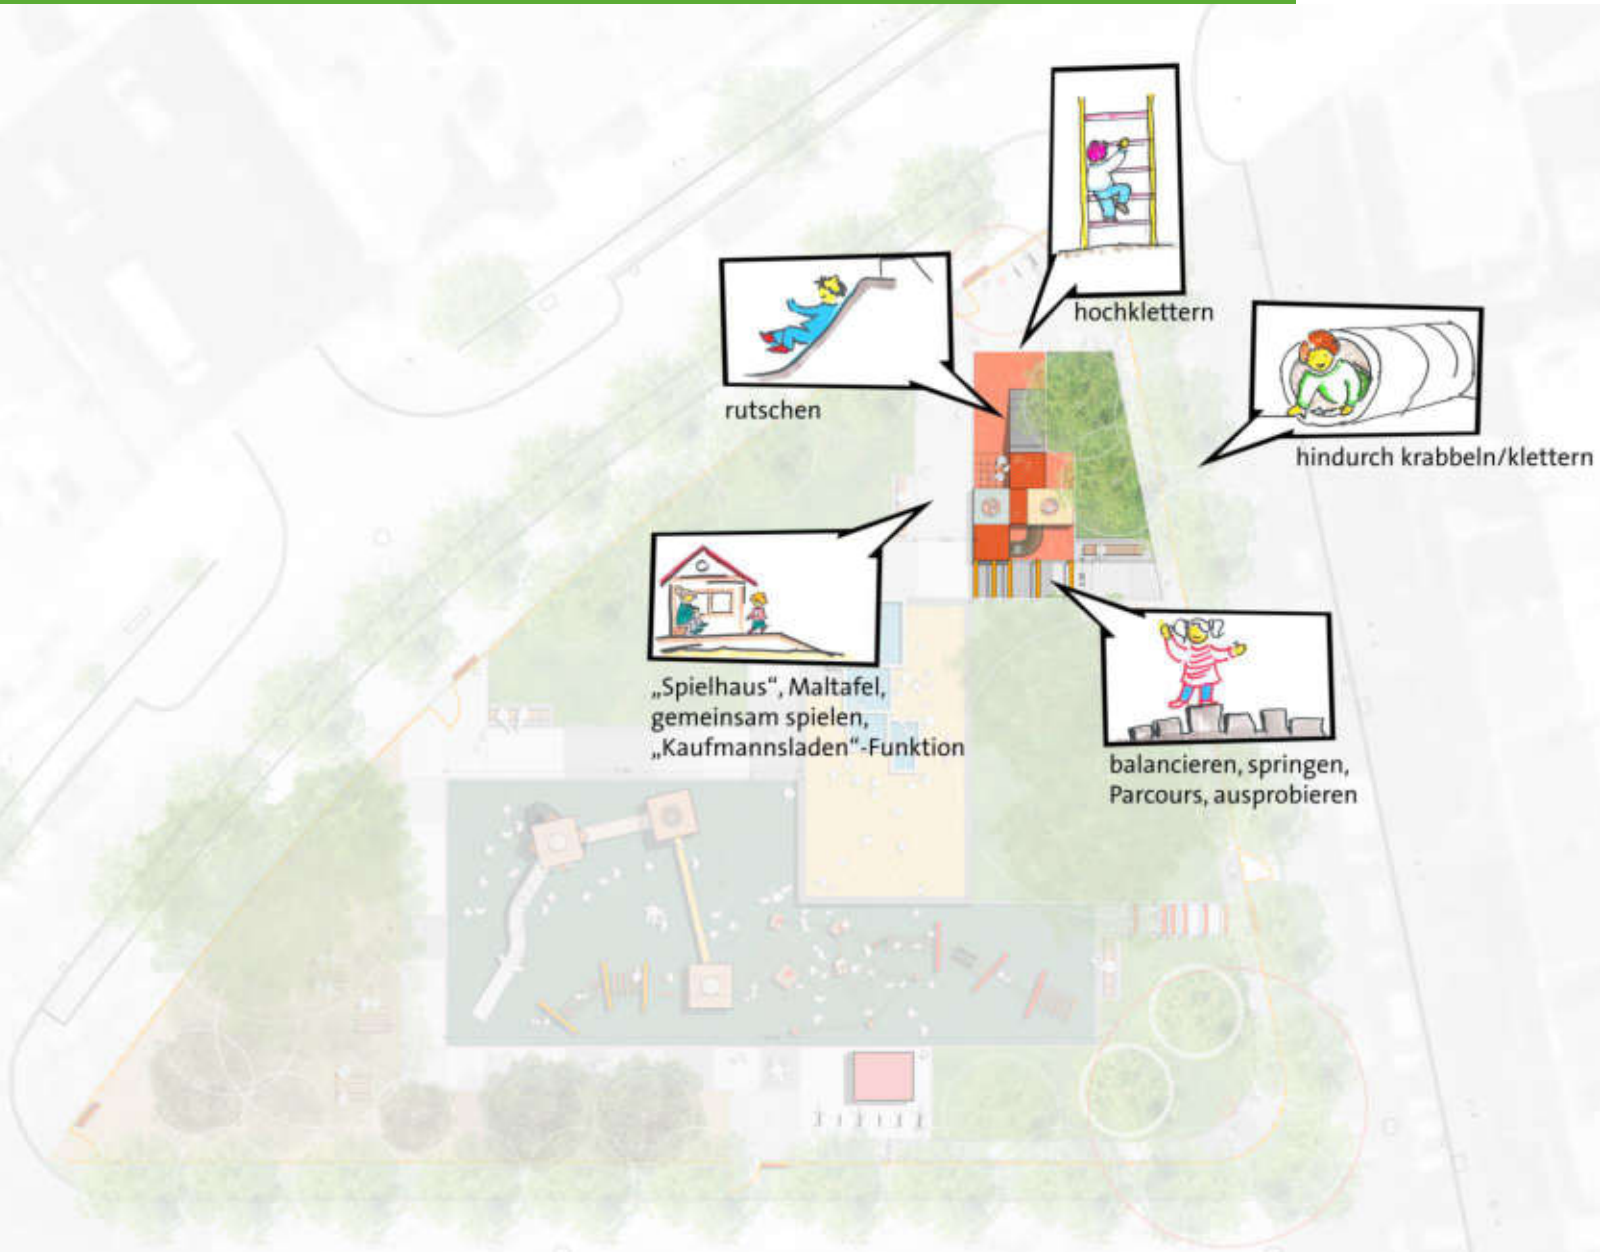 hochklettern
rutschen
hindurch krabbeln/klettern
„Spielhaus“, Maltafel,
gemeinsam spielen,
„Kaufmannsladen“-Funktion
balancieren, springen,
Parcours, ausprobieren